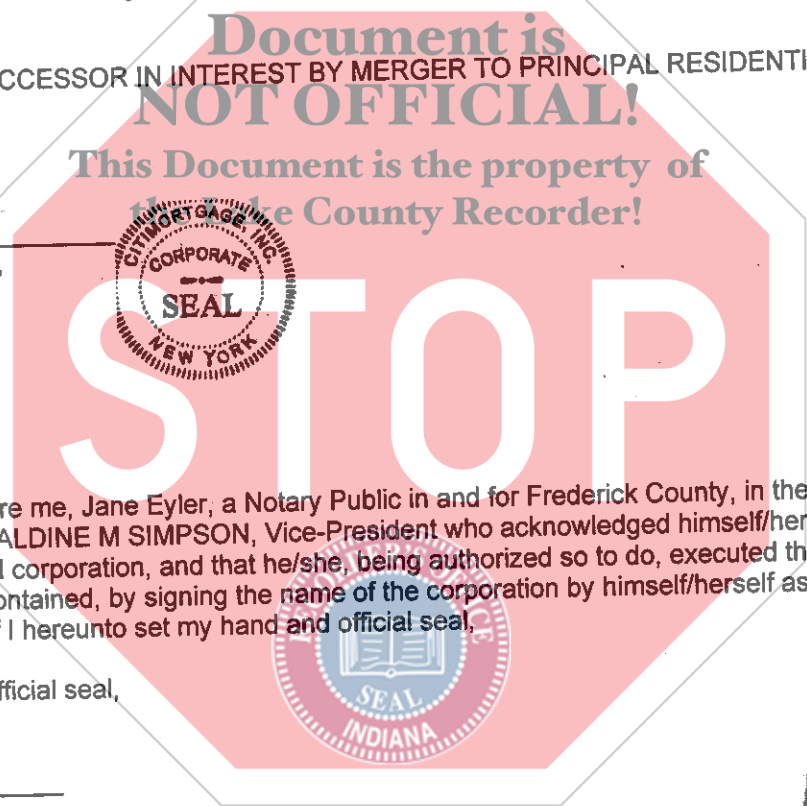 Document is
CCESSOR IN INTEREST BY MERGER TO PRINCIPAL RESIDENTI
NOT OFFICIAL!
This Document is the property of
the Lake County Recorder!
CITIMORTGAGE, INC.
CORPORATE
SEAL
NEW YORK
STOP
re me, Jane Eyler, a Notary Public in and for Frederick County, in the
ALDINE M SIMPSON, Vice-President who acknowledged himself/her
l corporation, and that he/she, being authorized so to do, executed th
ontained, by signing the name of the corporation by himself/herself as
f I hereunto set my hand and official seal,
RECORDER'S OFFICE
SEAL
INDIANA
fficial seal,